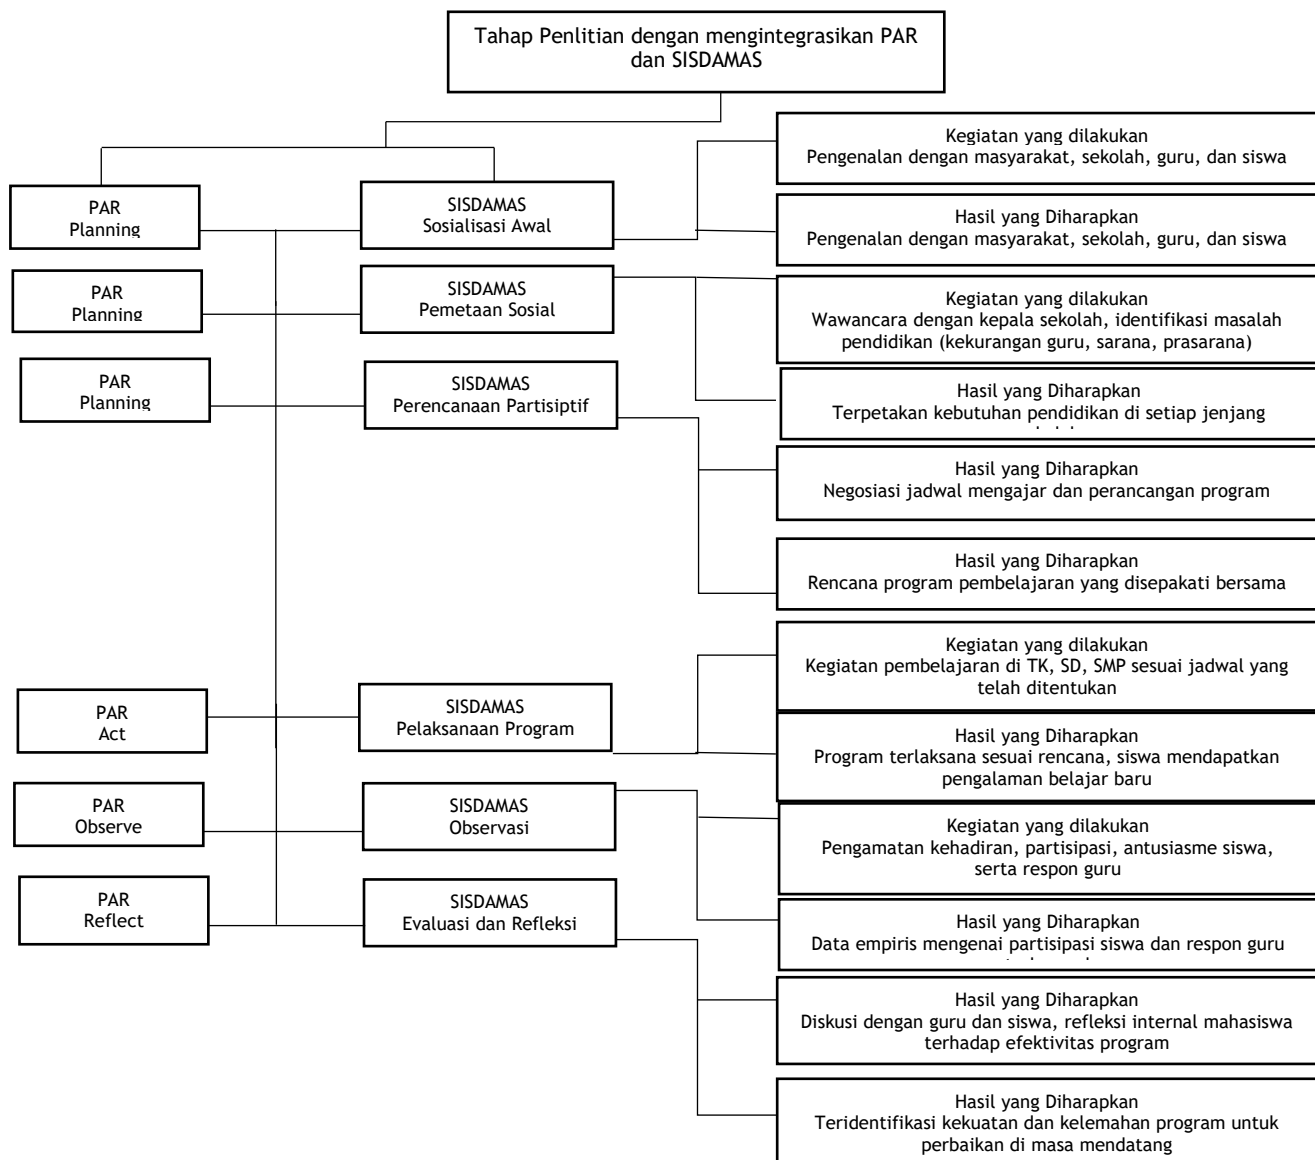 Tahap Penlitian dengan mengintegrasikan PAR
dan SISDAMAS
PAR
Planning
SISDAMAS
Sosialisasi Awal
Kegiatan yang dilakukan
Pengenalan dengan masyarakat, sekolah, guru, dan siswa
Hasil yang Diharapkan
Pengenalan dengan masyarakat, sekolah, guru, dan siswa
PAR
Planning
SISDAMAS
Pemetaan Sosial
Kegiatan yang dilakukan
Wawancara dengan kepala sekolah, identifikasi masalah
pendidikan (kekurangan guru, sarana, prasarana)
Hasil yang Diharapkan
Terpetakan kebutuhan pendidikan di setiap jenjang
PAR
Planning
SISDAMAS
Perencanaan Partisiptif
Hasil yang Diharapkan
Negosiasi jadwal mengajar dan perancangan program
Hasil yang Diharapkan
Rencana program pembelajaran yang disepakati bersama
PAR
Act
SISDAMAS
Pelaksanaan Program
Kegiatan yang dilakukan
Kegiatan pembelajaran di TK, SD, SMP sesuai jadwal yang
telah ditentukan
Hasil yang Diharapkan
Program terlaksana sesuai rencana, siswa mendapatkan
pengalaman belajar baru
PAR
Observe
SISDAMAS
Observasi
Kegiatan yang dilakukan
Pengamatan kehadiran, partisipasi, antusiasme siswa,
serta respon guru
Hasil yang Diharapkan
Data empiris mengenai partisipasi siswa dan respon guru
PAR
Reflect
SISDAMAS
Evaluasi dan Refleksi
Hasil yang Diharapkan
Diskusi dengan guru dan siswa, refleksi internal mahasiswa
terhadap efektivitas program
Hasil yang Diharapkan
Teridentifikasi kekuatan dan kelemahan program untuk
perbaikan di masa mendatang